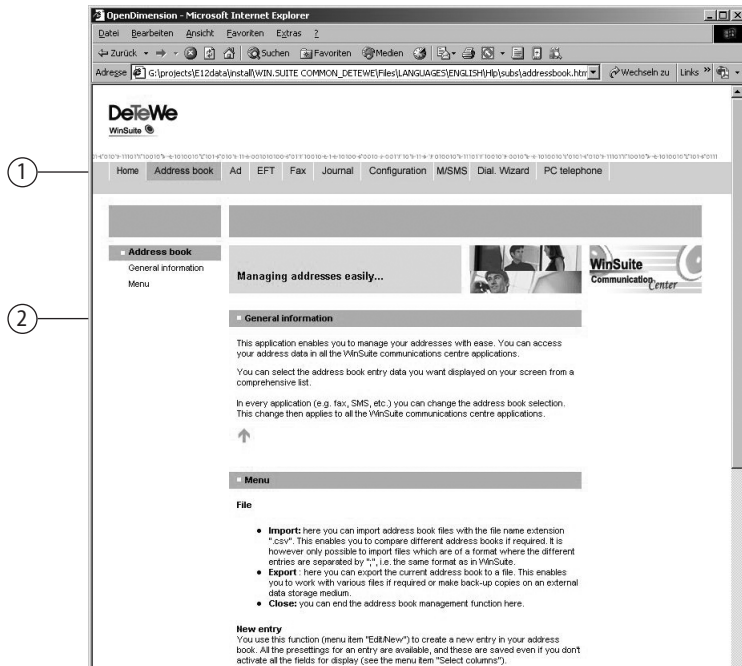 OpenDimension - Microsoft Internet Explorer
Datei Bearbeiten Ansicht Favoriten Extras ?
Zurück Suchen Favoriten Medien
Adresse G:\projects\E12data\install\WIN.SUITE COMMON_DETEWE\Files\LANGUAGES\ENGLISH\Hlp\subs\addressbook.htm Wechseln zu Links »
DeTeWe
WinSuite
1
Home Address book Ad EFT Fax Journal Configuration M/SMS Dial. Wizard PC telephone
Address book
General information
Menu
Managing addresses easily...
WinSuite
Communication Center
2
General information
This application enables you to manage your addresses with ease. You can access
your address data in all the WinSuite communications centre applications.
You can select the address book entry data you want displayed on your screen from a
comprehensive list.
In every application (e.g. fax, SMS, etc.) you can change the address book selection.
This change then applies to all the WinSuite communications centre applications.
Menu
File
• Import: here you can import address book files with the file name extension
".csv". This enables you to compare different address books if required. It is
however only possible to import files which are of a format where the different
entries are separated by ";", i.e. the same format as in WinSuite.
• Export : here you can export the current address book to a file. This enables
you to work with various files if required or make back-up copies on an external
data storage medium.
• Close: you can end the address book management function here.
New entry
You use this function (menu item "Edit/New") to create a new entry in your address
book. All the presettings for an entry are available, and these are saved even if you don't
activate all the fields for display (see the menu item "Select columns").